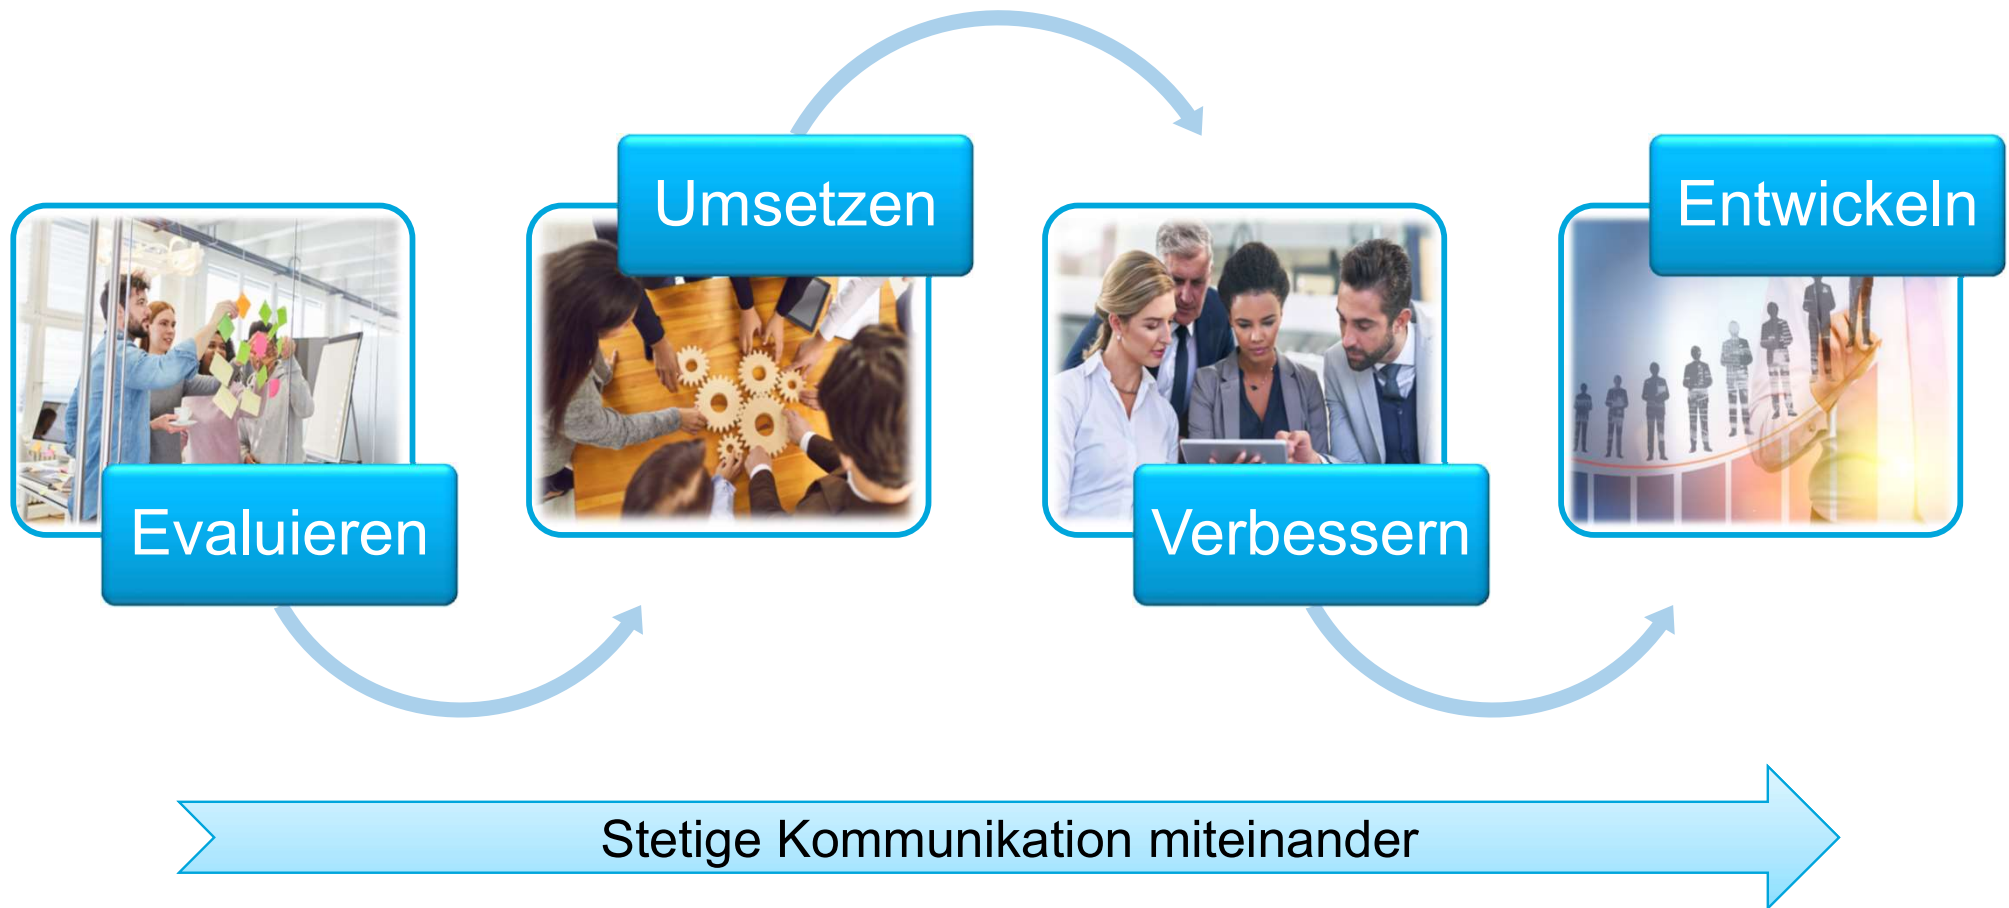 Evaluieren
Umsetzen
Verbessern
Entwickeln
Stetige Kommunikation miteinander